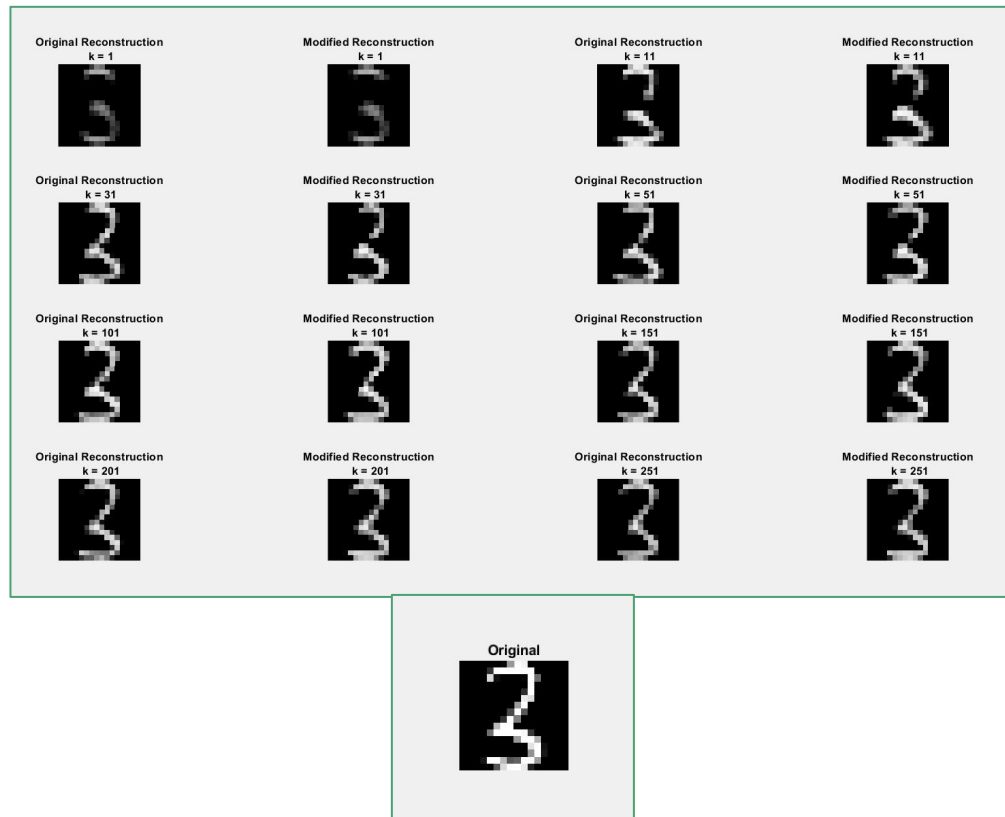 Original Reconstruction
k = 1
Modified Reconstruction
k = 1
Original Reconstruction
k = 11
Modified Reconstruction
k = 11
Original Reconstruction
k = 31
Modified Reconstruction
k = 31
Original Reconstruction
k = 51
Modified Reconstruction
k = 51
Original Reconstruction
k = 101
Modified Reconstruction
k = 101
Original Reconstruction
k = 151
Modified Reconstruction
k = 151
Original Reconstruction
k = 201
Modified Reconstruction
k = 201
Original Reconstruction
k = 251
Modified Reconstruction
k = 251
Original